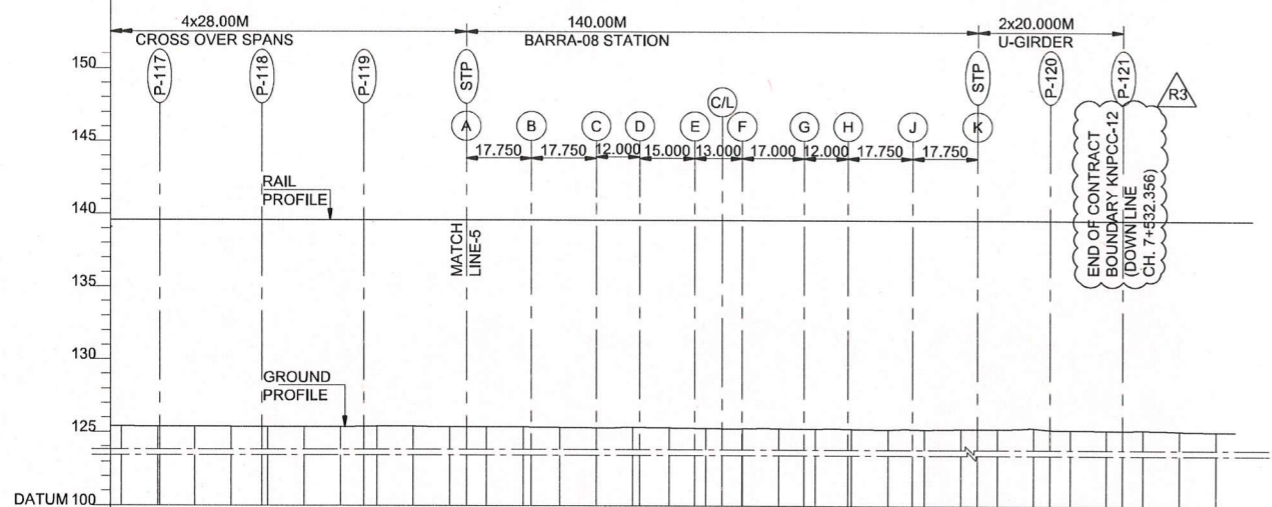 4x28.00M
CROSS OVER SPANS
140.00M
BARRA-08 STATION
2x20.000M
U-GIRDER
P-117
P-118
P-119
STP
STP
P-120
P-121
R3
A
B
C
D
E
C/L
F
G
H
J
K
17.750
17.750
12.000
15.000
13.000
17.000
12.000
17.750
17.750
150
145
140
135
130
125
DATUM 100
RAIL
PROFILE
MATCH
LINE-5
END OF CONTRACT
BOUNDARY KNPCC-12
(DOWN LINE
CH. 7+532.356)
GROUND
PROFILE